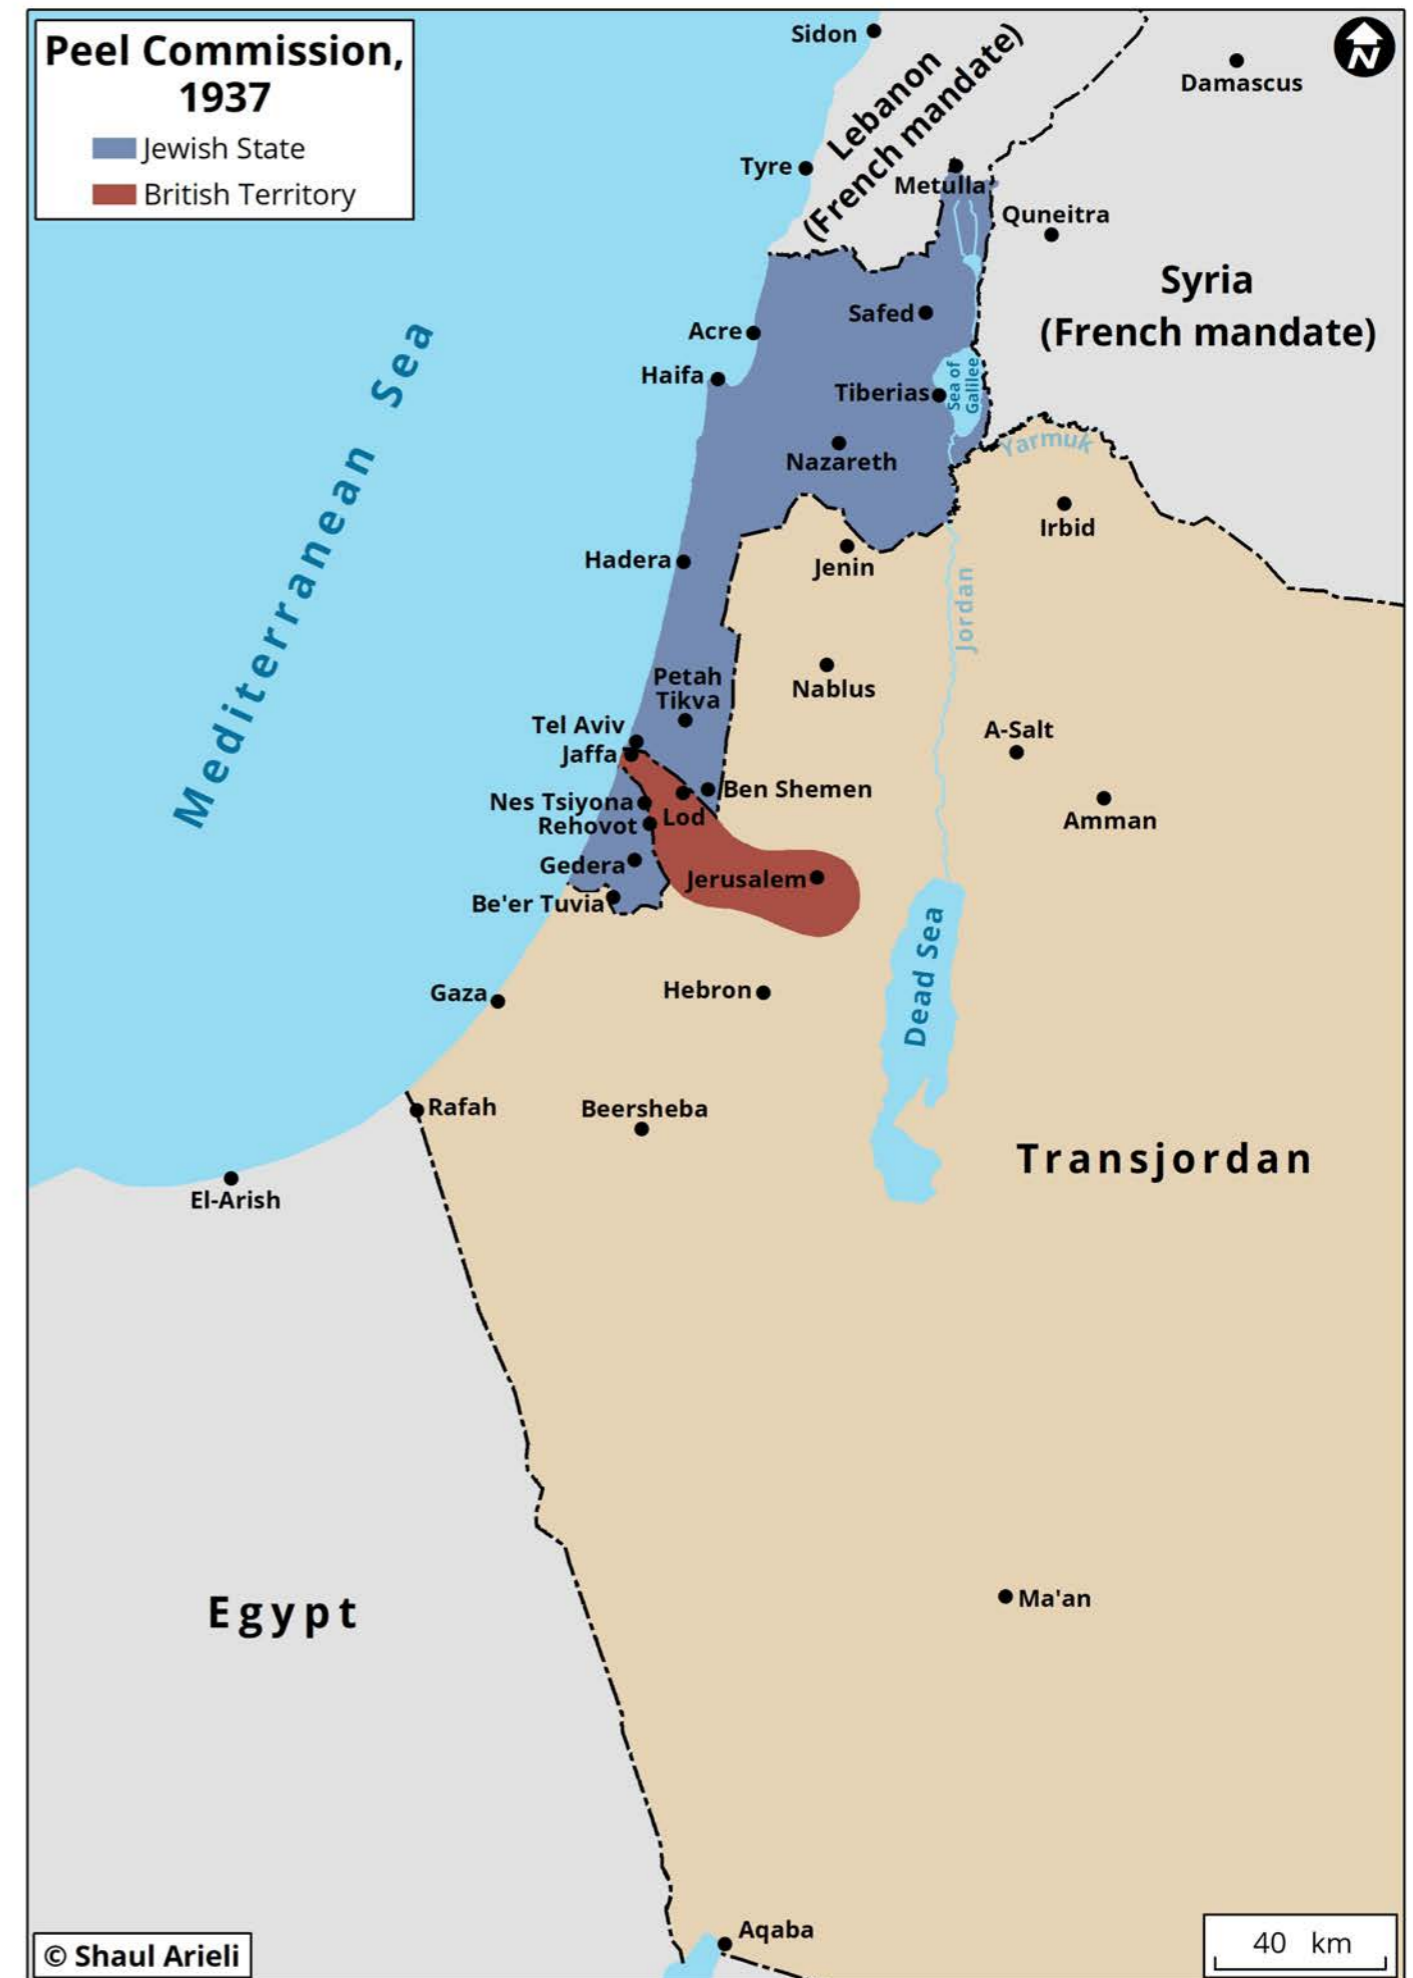 Peel Commission,
1937
Jewish State
British Territory
N
Sidon
Damascus
Lebanon
(French mandate)
Tyre
Metulla
Quneitra
Syria
(French mandate)
Safed
Acre
Haifa
Tiberias
Sea of
Galilee
Mediterranean Sea
Yarmuk
Nazareth
Irbid
Hadera
Jenin
Jordan
Petah
Tikva
Nablus
Tel Aviv
Jaffa
A-Salt
Ben Shemen
Nes Tsiyona
Lod
Amman
Rehovot
Gedera
Jerusalem
Be'er Tuvia
Dead Sea
Gaza
Hebron
Rafah
Beersheba
Transjordan
El-Arish
Egypt
Ma'an
Aqaba
© Shaul Arieli
40 km